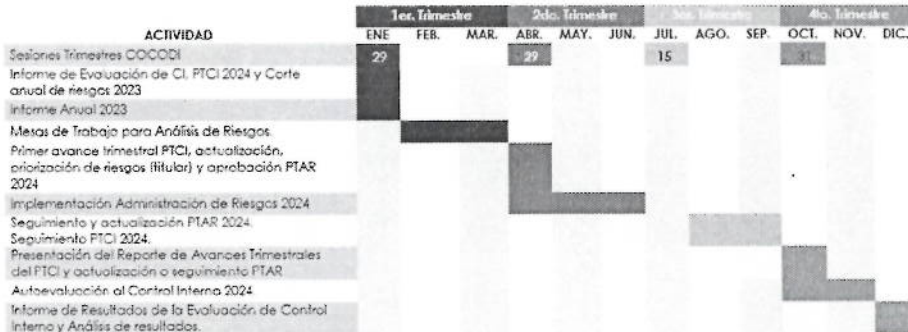 1er. Trimestre 2do. Trimestre 3er. Trimestre 4to. Trimestre
ACTIVIDAD ENE FEB. MAR. ABR. MAY. JUN. JUL. AGO. SEP. OCT. NOV. DIC.
Sesiones Trimestres COCODI 29 29 15 31
Informe de Evaluación de CI, PTCI 2024 y Corte
anual de riesgos 2023
Informe Anual 2023
Mesas de Trabajo para Análisis de Riesgos.
Primer avance trimestral PTCI, actualización,
priorización de riesgos (titular) y aprobación PTAR
2024
Implementación Administración de Riesgos 2024
Seguimiento y actualización PTAR 2024.
Seguimiento PTCI 2024.
Presentación del Reporte de Avances Trimestrales
del PTCI y actualización o seguimiento PTAR
Autoevaluación al Control Interno 2024
Informe de Resultados de la Evaluación de Control
Interno y Análisis de resultados.